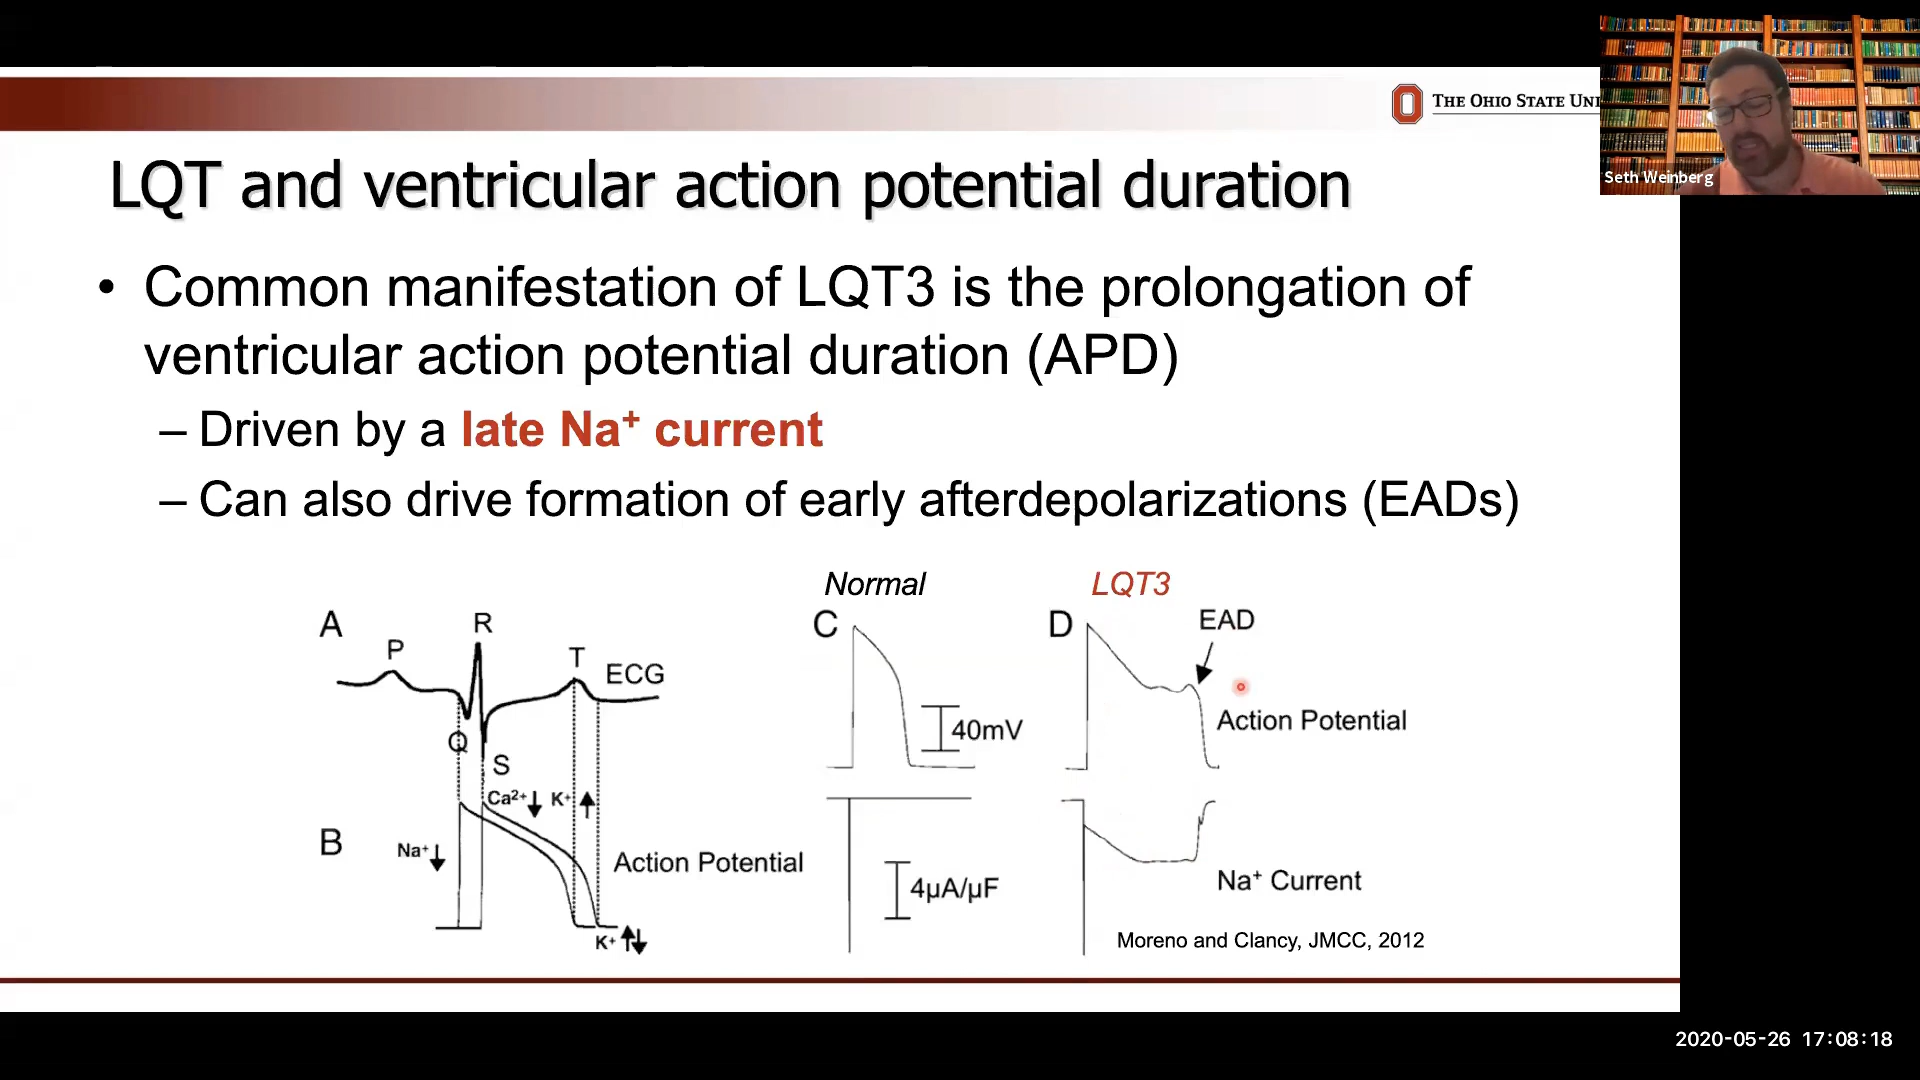 THE OHIO STATE UNI
Seth Weinberg
LQT and ventricular action potential duration
• Common manifestation of LQT3 is the prolongation of
ventricular action potential duration (APD)
– Driven by a late Na⁺ current
– Can also drive formation of early afterdepolarizations (EADs)
Normal
LQT3
A
P
R
T
ECG
Q
S
B
Na⁺
Ca²⁺
K⁺
Action Potential
K⁺
C
40mV
4µA/µF
D
EAD
Action Potential
Na⁺ Current
Moreno and Clancy, JMCC, 2012
2020-05-26 17:08:18